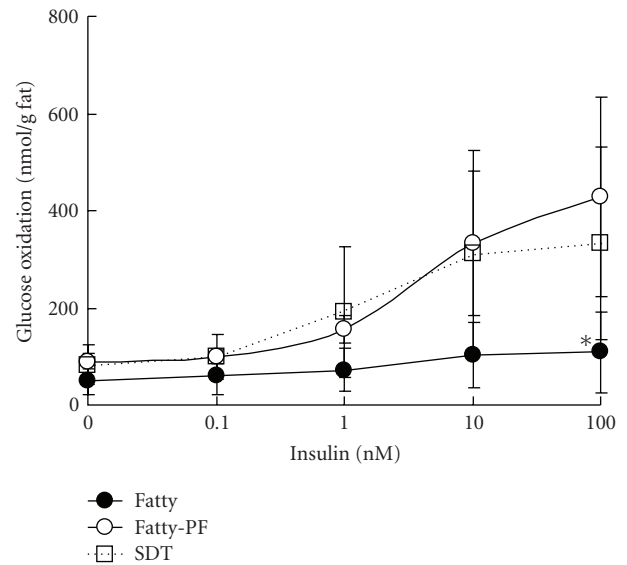 800
600
400
200
0
Glucose oxidation (nmol/g fat)
*
0 0.1 1 10 100
Insulin (nM)
Fatty
Fatty-PF
SDT